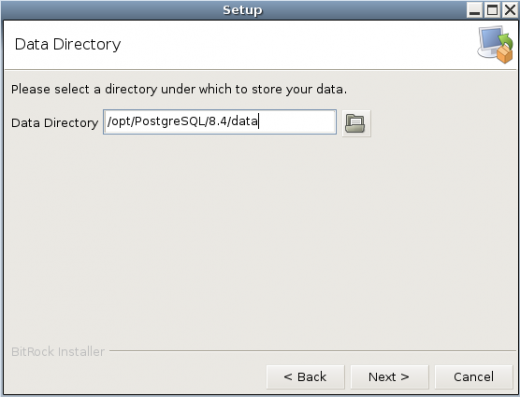 Setup
Data Directory
Please select a directory under which to store your data.
Data Directory /opt/PostgreSQL/8.4/data
BitRock Installer
< Back Next > Cancel